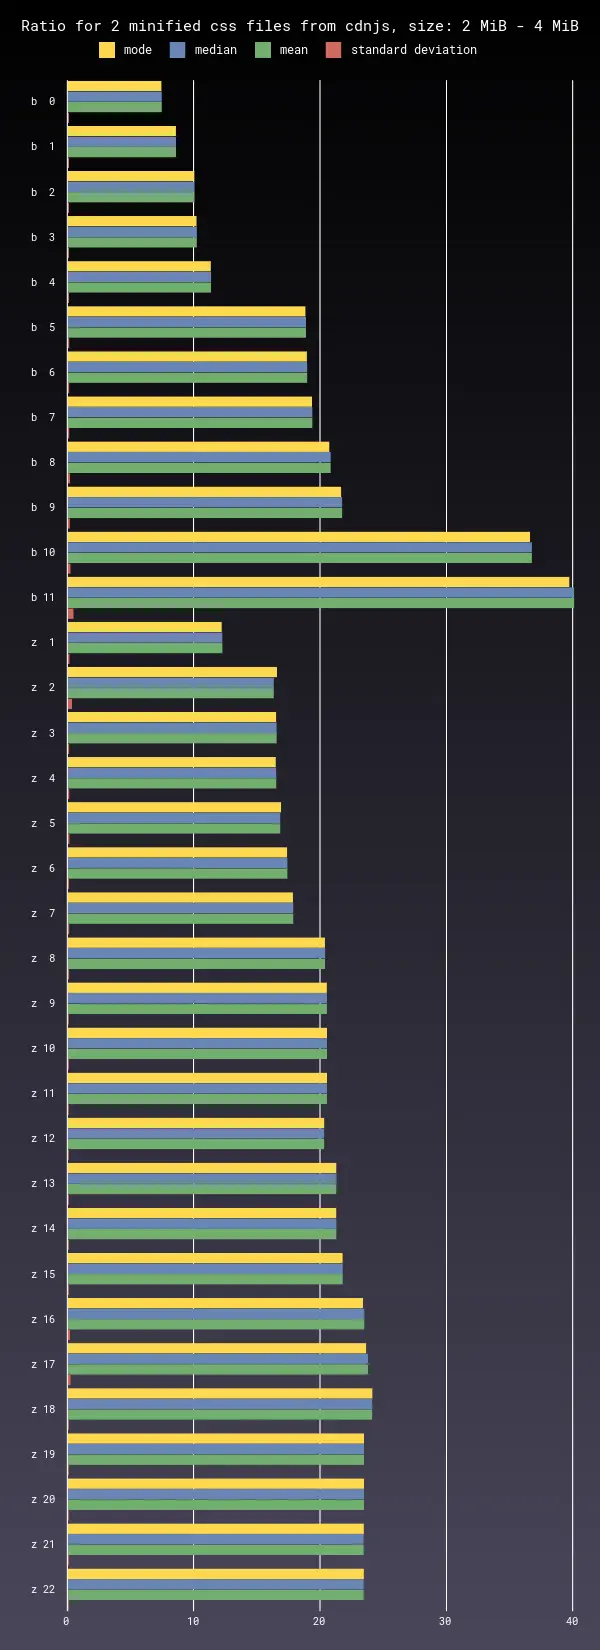 Ratio for 2 minified css files from cdnjs, size: 2 MiB - 4 MiB
mode median mean standard deviation
b 0
b 1
b 2
b 3
b 4
b 5
b 6
b 7
b 8
b 9
b 10
b 11
z 1
z 2
z 3
z 4
z 5
z 6
z 7
z 8
z 9
z 10
z 11
z 12
z 13
z 14
z 15
z 16
z 17
z 18
z 19
z 20
z 21
z 22
0 10 20 30 40